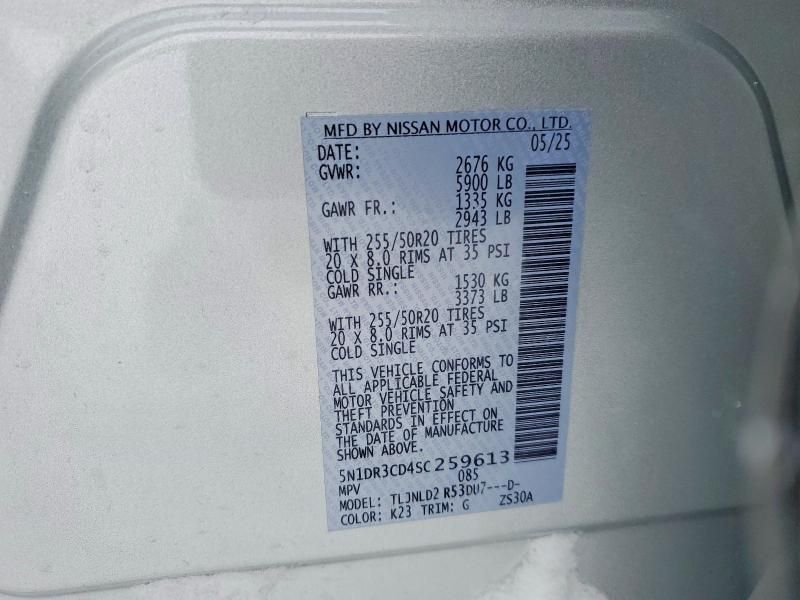 MFD BY NISSAN MOTOR CO., LTD.
DATE: 05/25
GVWR: 2676 KG
5900 LB
GAWR FR.: 1335 KG
2943 LB
WITH 255/50R20 TIRES
20 X 8.0 RIMS AT 35 PSI
COLD SINGLE
GAWR RR.: 1530 KG
3373 LB
WITH 255/50R20 TIRES
20 X 8.0 RIMS AT 35 PSI
COLD SINGLE
THIS VEHICLE CONFORMS TO
ALL APPLICABLE FEDERAL
MOTOR VEHICLE SAFETY AND
THEFT PREVENTION
STANDARDS IN EFFECT ON
THE DATE OF MANUFACTURE
SHOWN ABOVE.
5N1DR3CD4SC259613
MPV 085
MODEL: TLJNLD2 R53DU7---D-
COLOR: K23 TRIM: G ZS30A